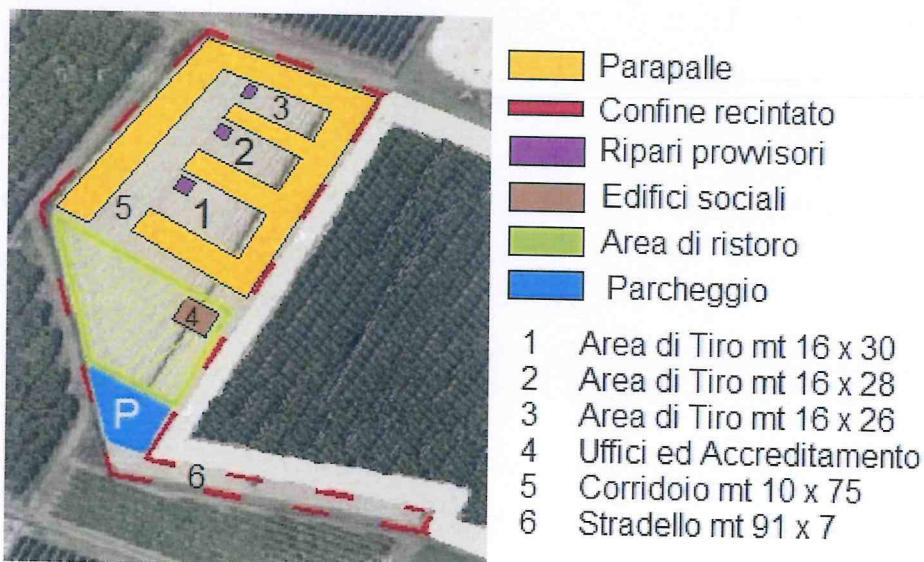 3
2
1
5
4
P
6
Parapalle
Confine recintato
Ripari provvisori
Edifici sociali
Area di ristoro
Parcheggio
1 Area di Tiro mt 16 x 30
2 Area di Tiro mt 16 x 28
3 Area di Tiro mt 16 x 26
4 Uffici ed Accreditamento
5 Corridoio mt 10 x 75
6 Stradello mt 91 x 7